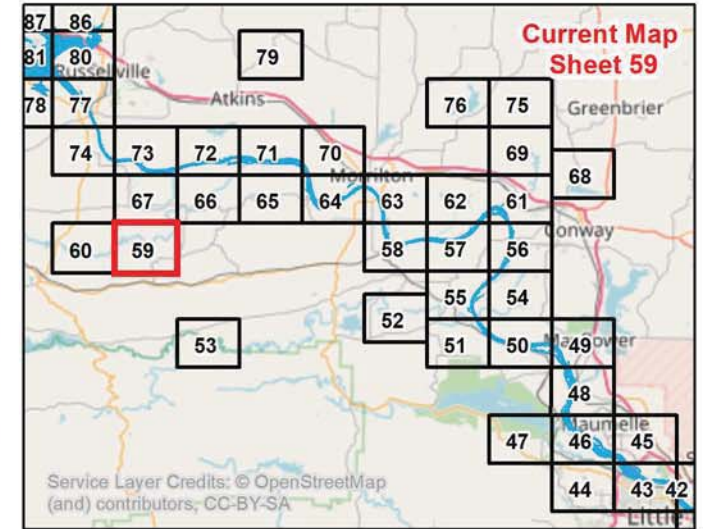 87 86
Current Map
Sheet 59
81 80
Russellville
79
78 77
Atkins
76 75
Greenbrier
74 73 72 71 70
69
68
Morrilton
67 66 65 64 63 62 61
Conway
60 59
58 57 56
55 54
52
53
51 50 49
48
Maumelle
47 46 45
Service Layer Credits: © OpenStreetMap
(and) contributors, CC-BY-SA
44 43 42
Little